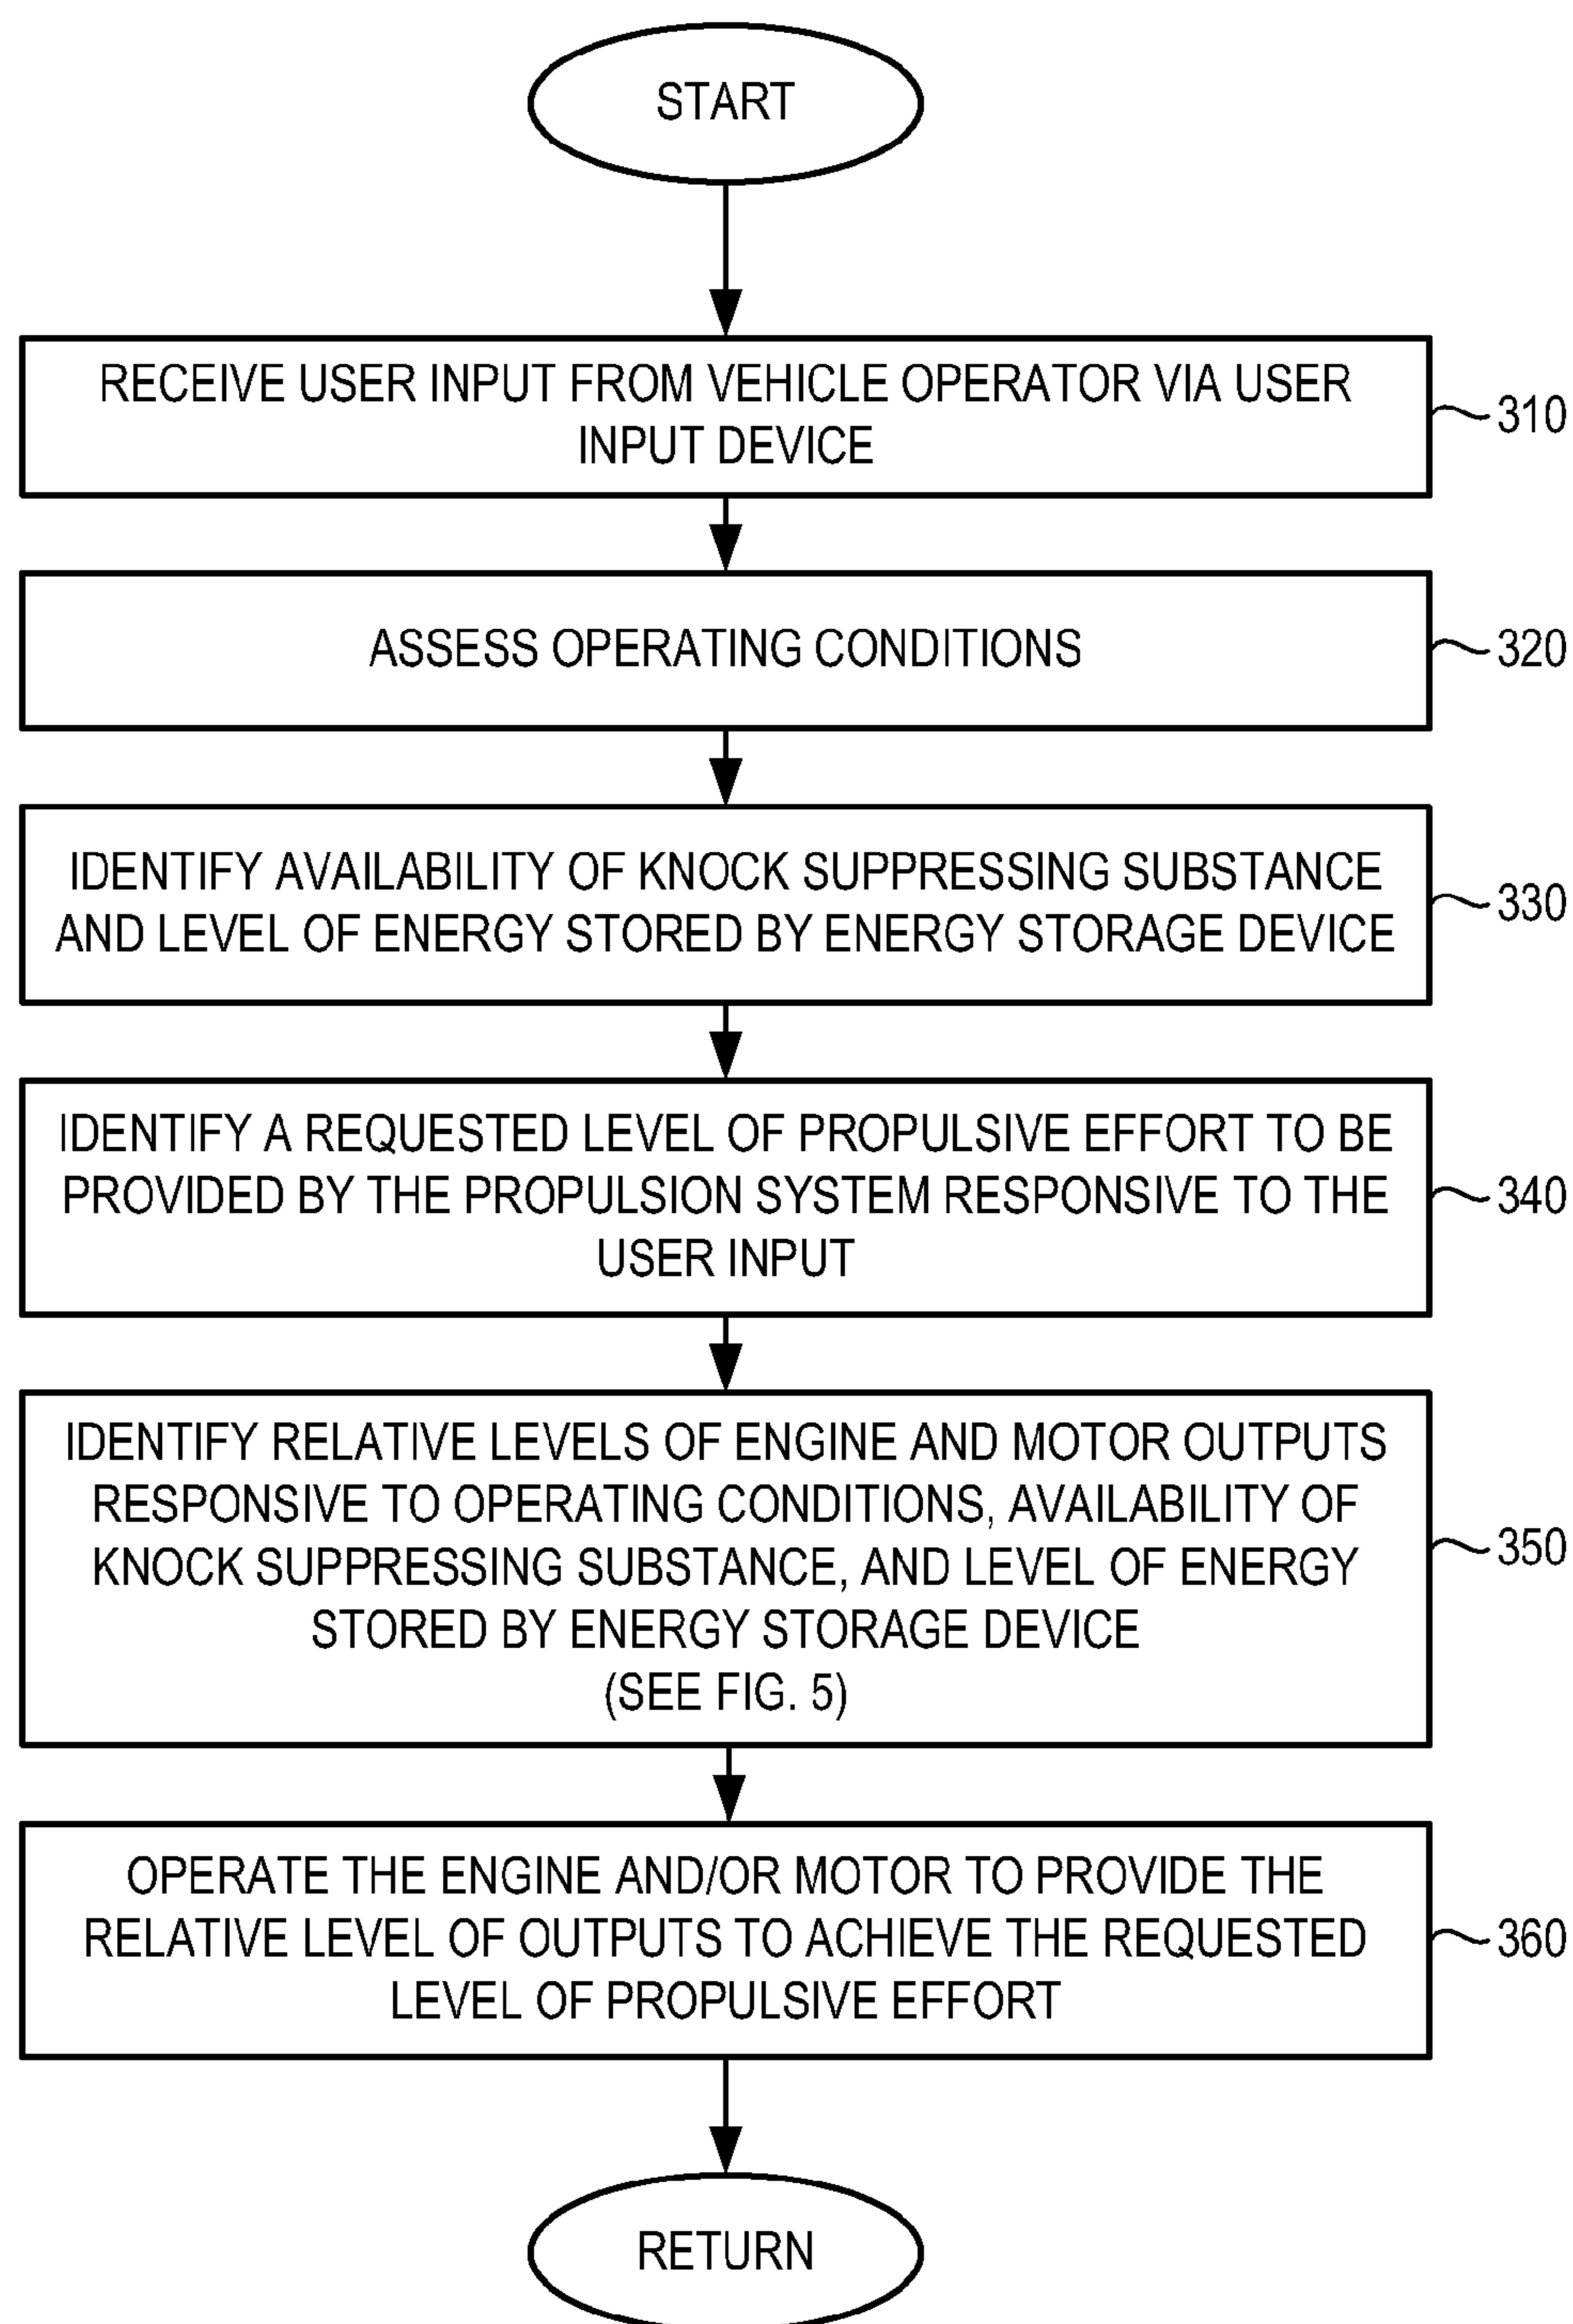 START
RECEIVE USER INPUT FROM VEHICLE OPERATOR VIA USER
INPUT DEVICE
310
ASSESS OPERATING CONDITIONS
320
IDENTIFY AVAILABILITY OF KNOCK SUPPRESSING SUBSTANCE
AND LEVEL OF ENERGY STORED BY ENERGY STORAGE DEVICE
330
IDENTIFY A REQUESTED LEVEL OF PROPULSIVE EFFORT TO BE
PROVIDED BY THE PROPULSION SYSTEM RESPONSIVE TO THE
USER INPUT
340
IDENTIFY RELATIVE LEVELS OF ENGINE AND MOTOR OUTPUTS
RESPONSIVE TO OPERATING CONDITIONS, AVAILABILITY OF
KNOCK SUPPRESSING SUBSTANCE, AND LEVEL OF ENERGY
STORED BY ENERGY STORAGE DEVICE
(SEE FIG. 5)
350
OPERATE THE ENGINE AND/OR MOTOR TO PROVIDE THE
RELATIVE LEVEL OF OUTPUTS TO ACHIEVE THE REQUESTED
LEVEL OF PROPULSIVE EFFORT
360
RETURN